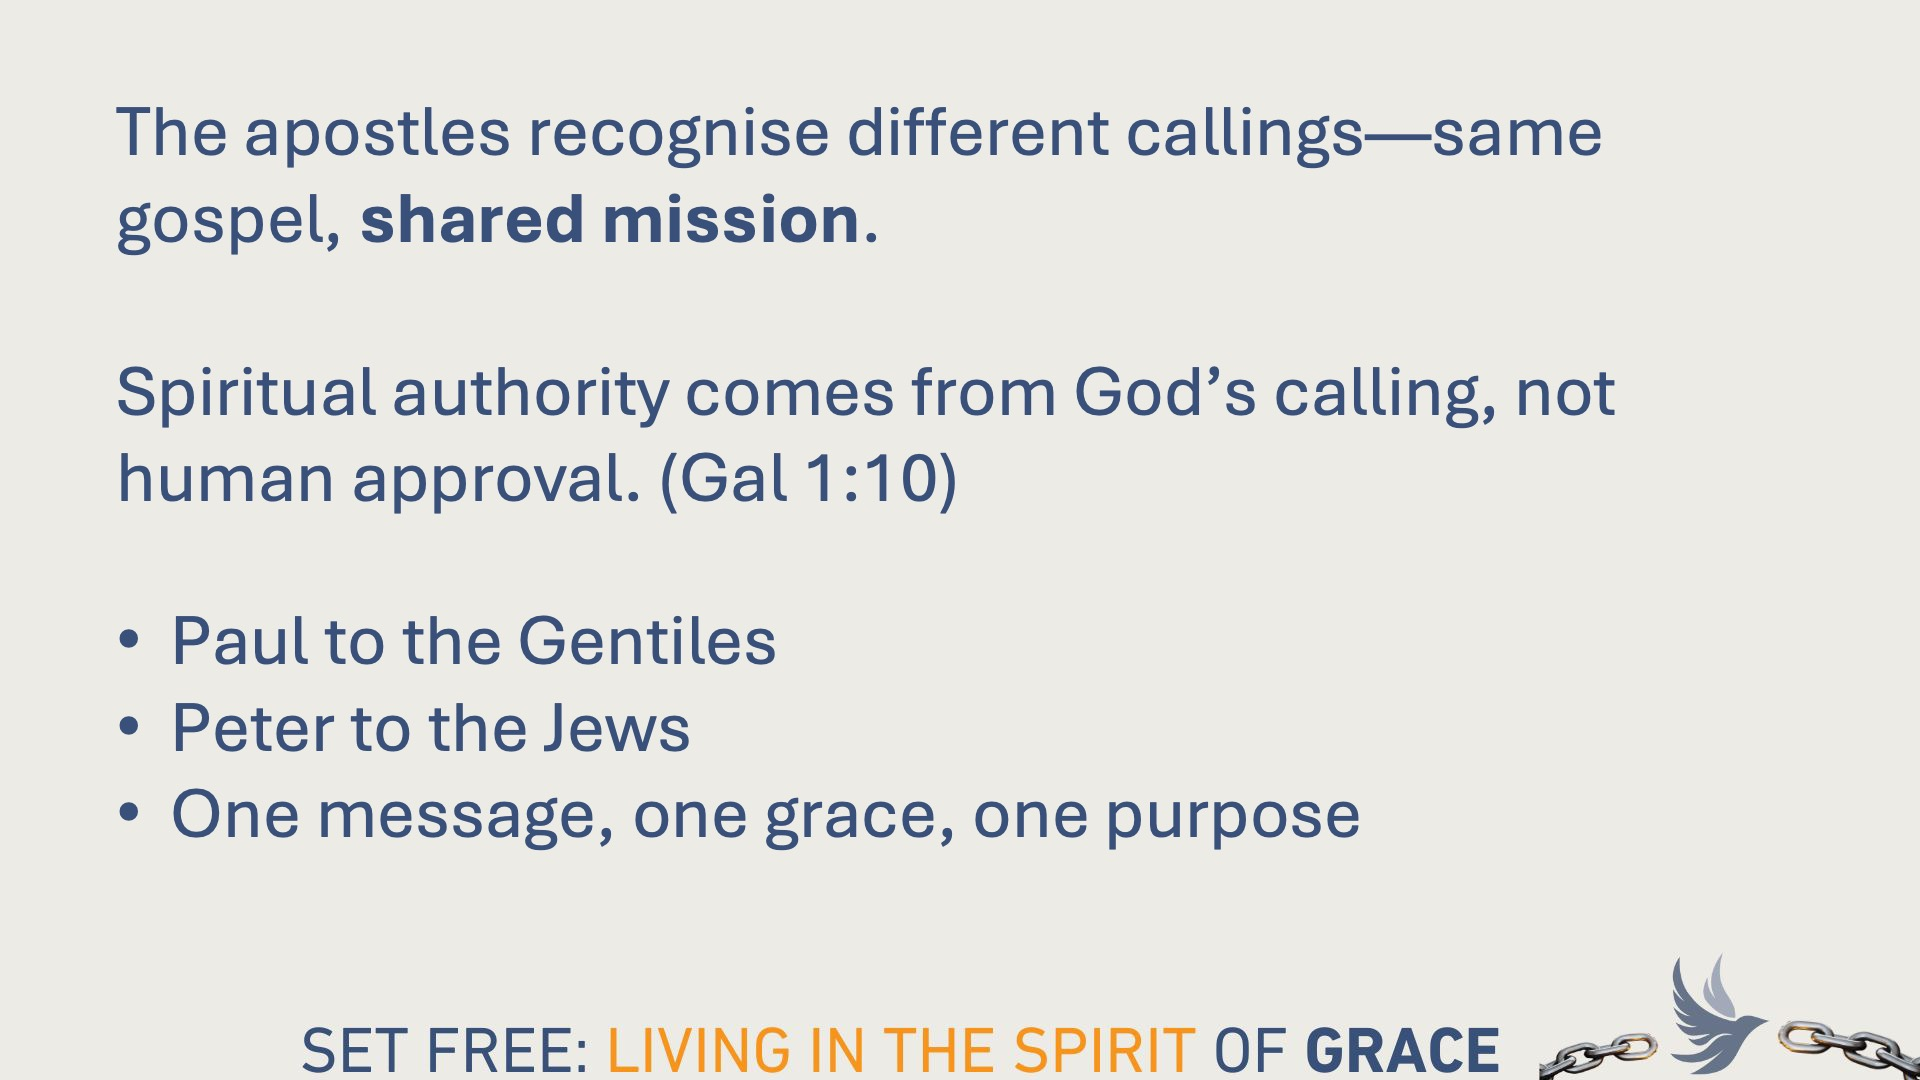 The apostles recognise different callings—same
gospel, shared mission.
Spiritual authority comes from God’s calling, not
human approval. (Gal 1:10)
• Paul to the Gentiles
• Peter to the Jews
• One message, one grace, one purpose
SET FREE: LIVING IN THE SPIRIT OF GRACE